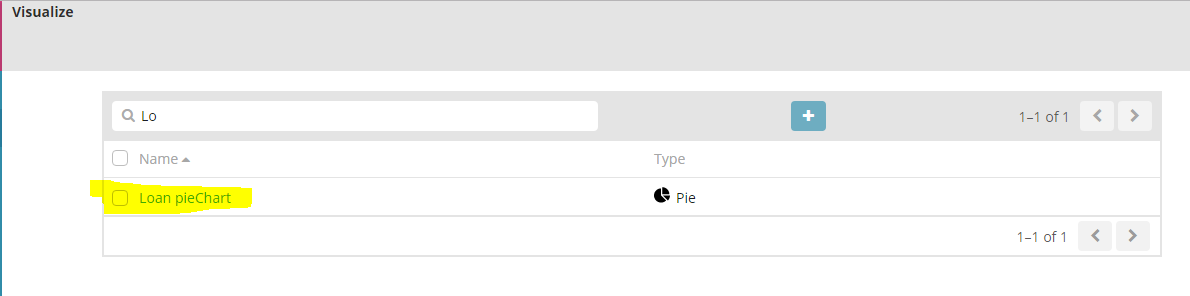 Visualize
Lo
1–1 of 1
Name
Type
Loan pieChart
Pie
1–1 of 1